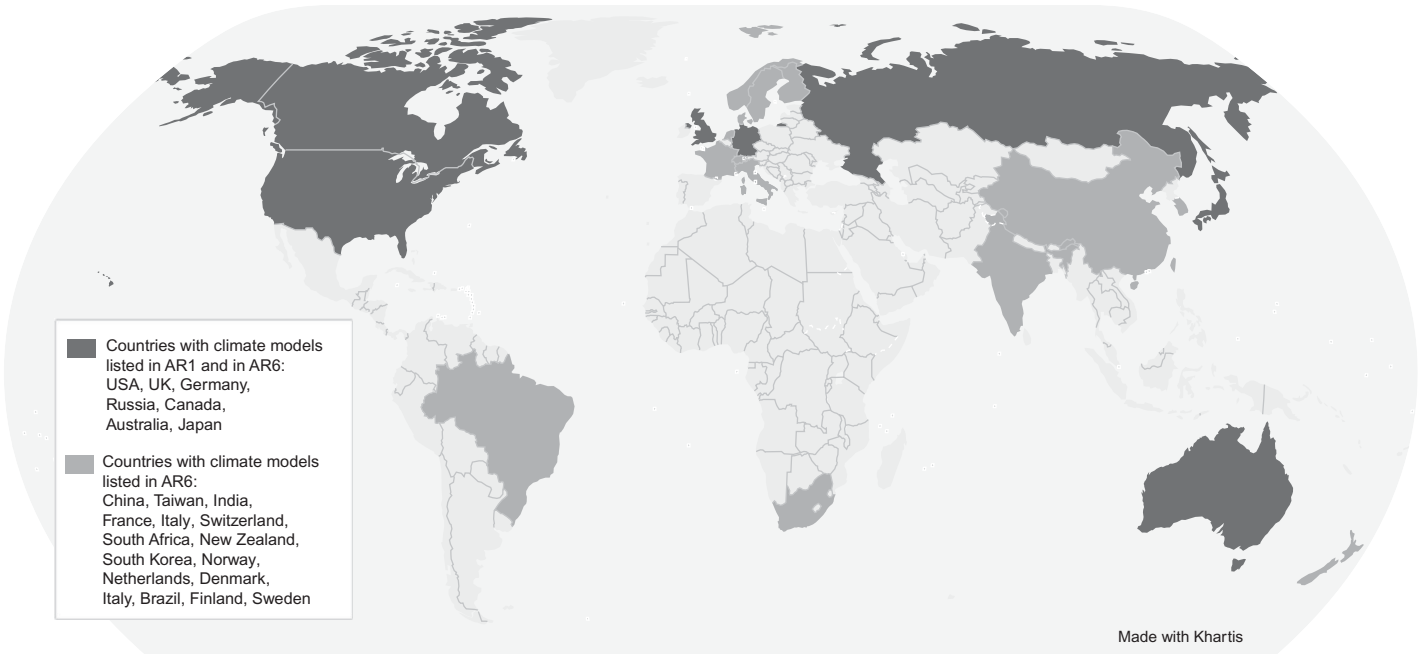 Countries with climate models
listed in AR1 and in AR6:
USA, UK, Germany,
Russia, Canada,
Australia, Japan
Countries with climate models
listed in AR6:
China, Taiwan, India,
France, Italy, Switzerland,
South Africa, New Zealand,
South Korea, Norway,
Netherlands, Denmark,
Italy, Brazil, Finland, Sweden
Made with Khartis